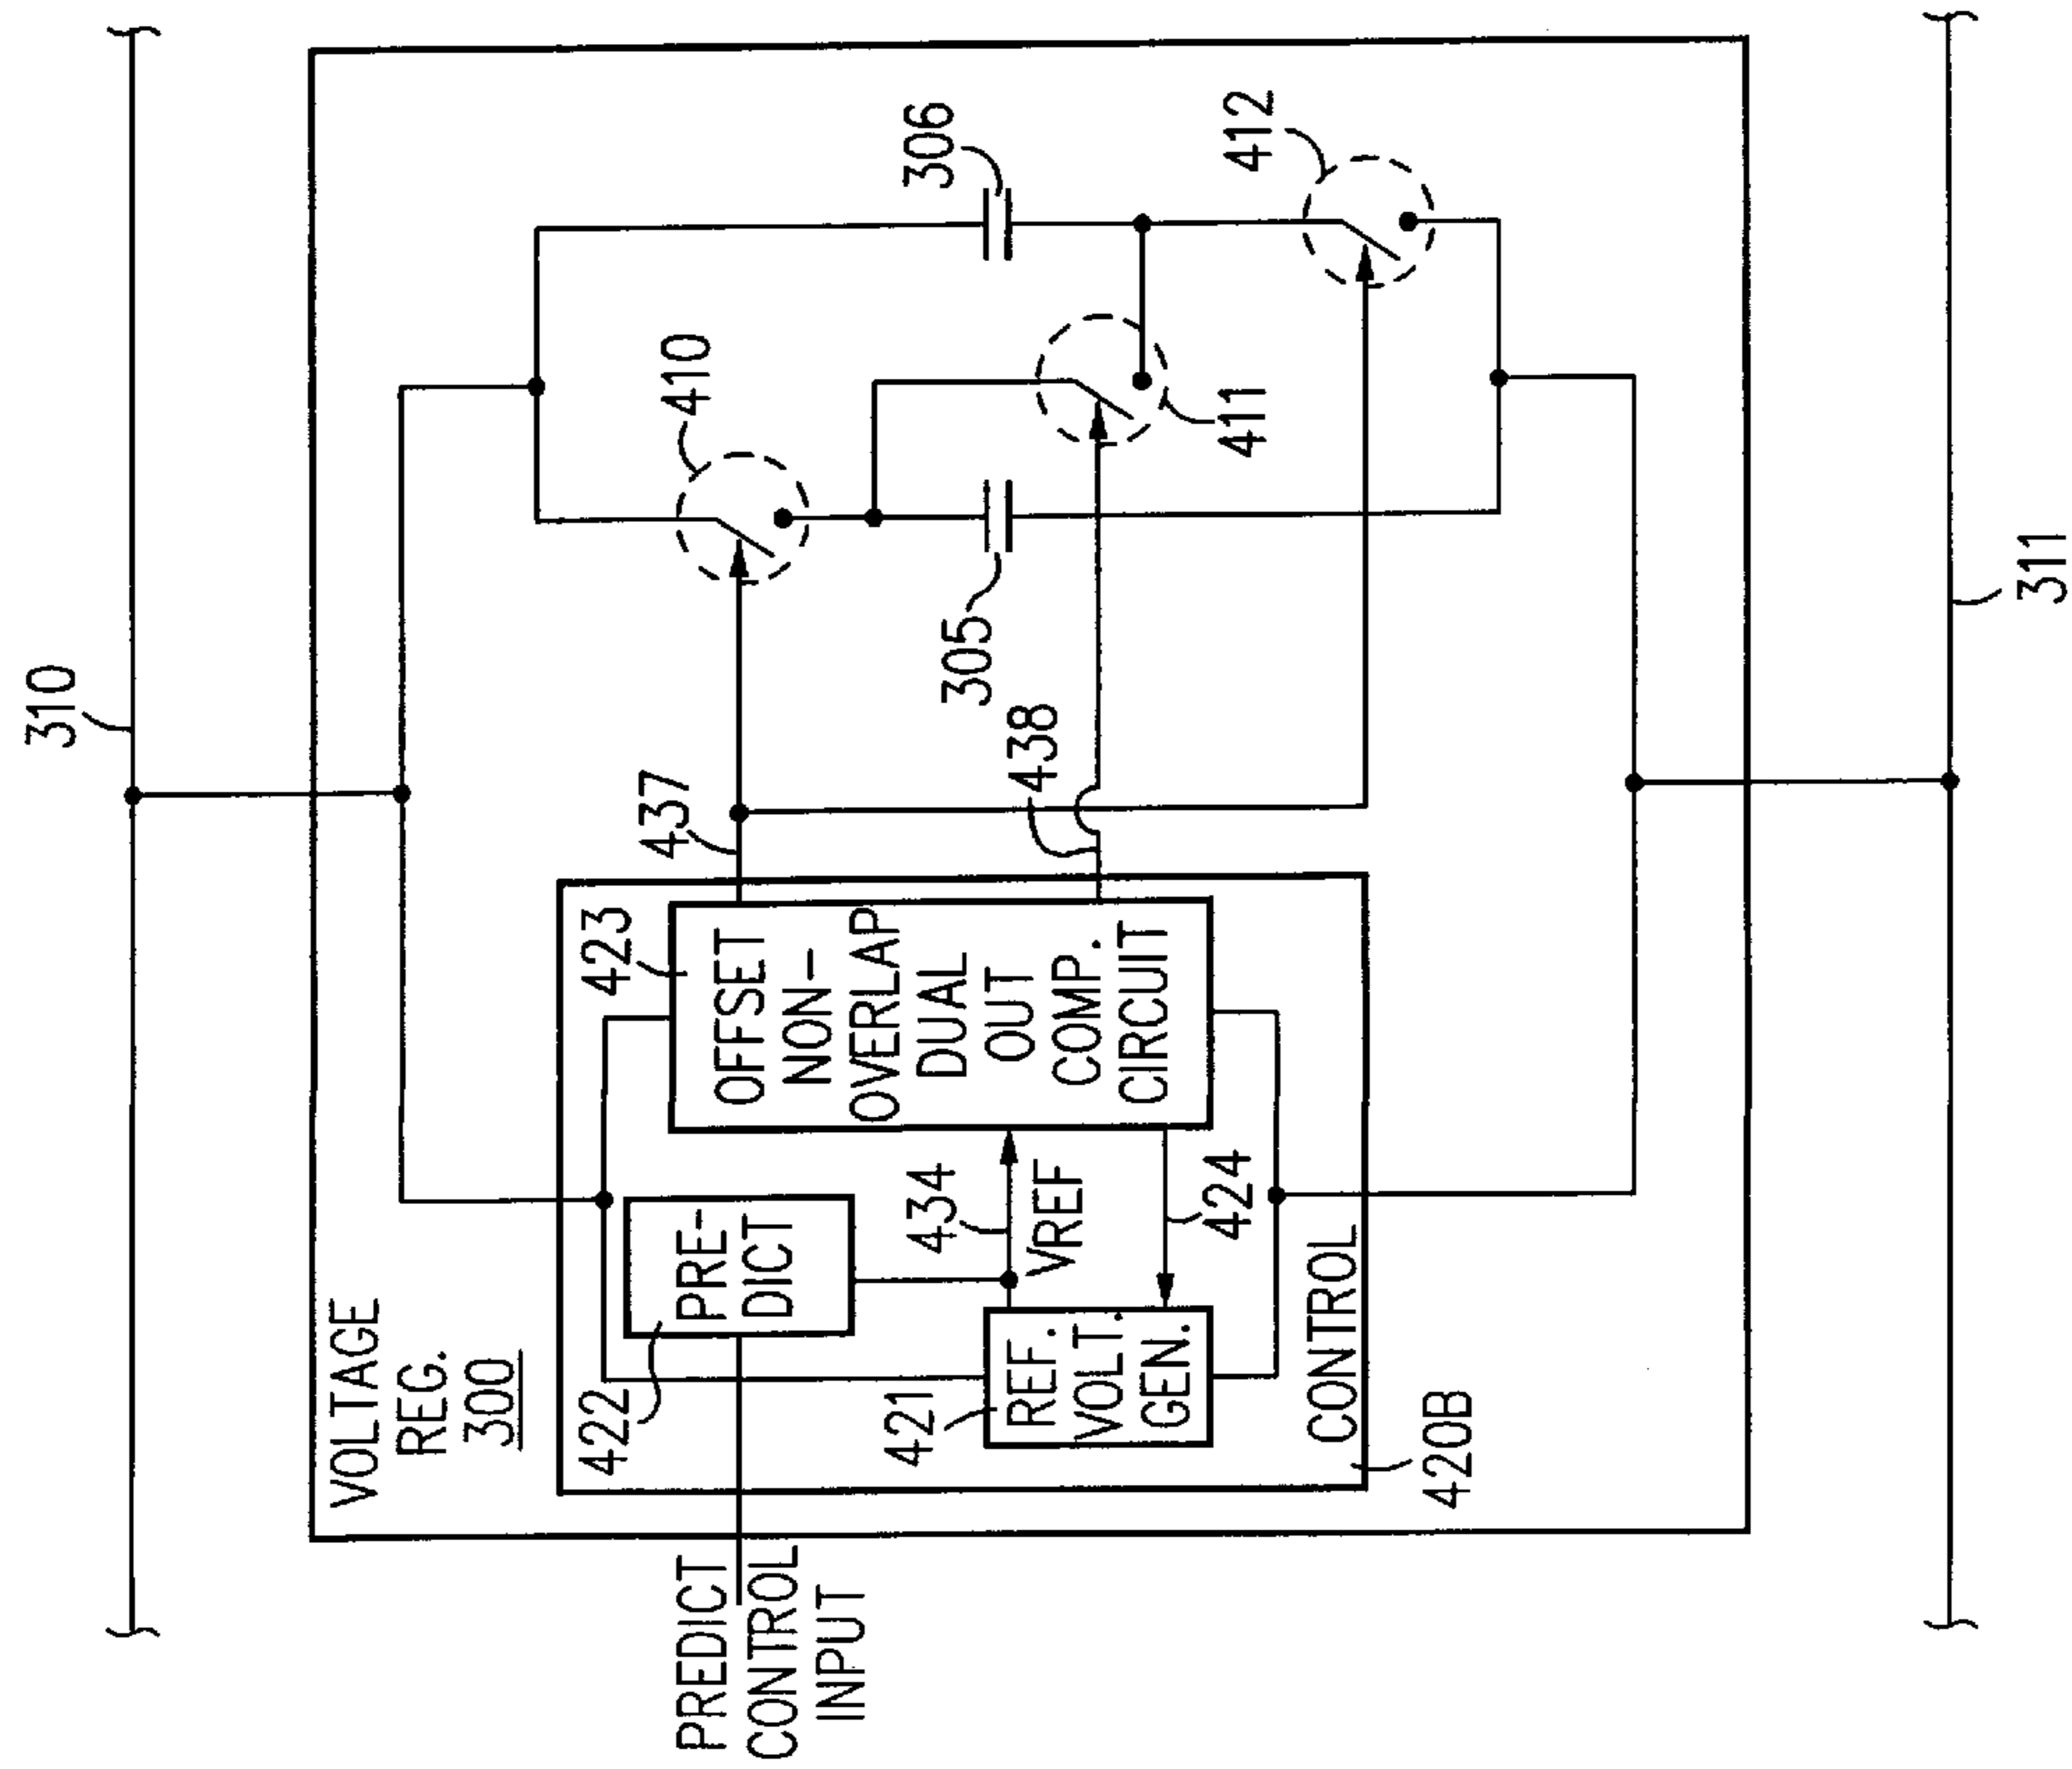 310
VOLTAGE
REG.
300
PREDICT
CONTROL
INPUT
422
PRE-
DICT
421
REF.
VOLT.
GEN.
434
VREF
424
423
OFFSET
NON-
OVERLAP
DUAL
OUT
COMP.
CIRCUIT
CONTROL
420B
437
438
410
305
306
411
412
311